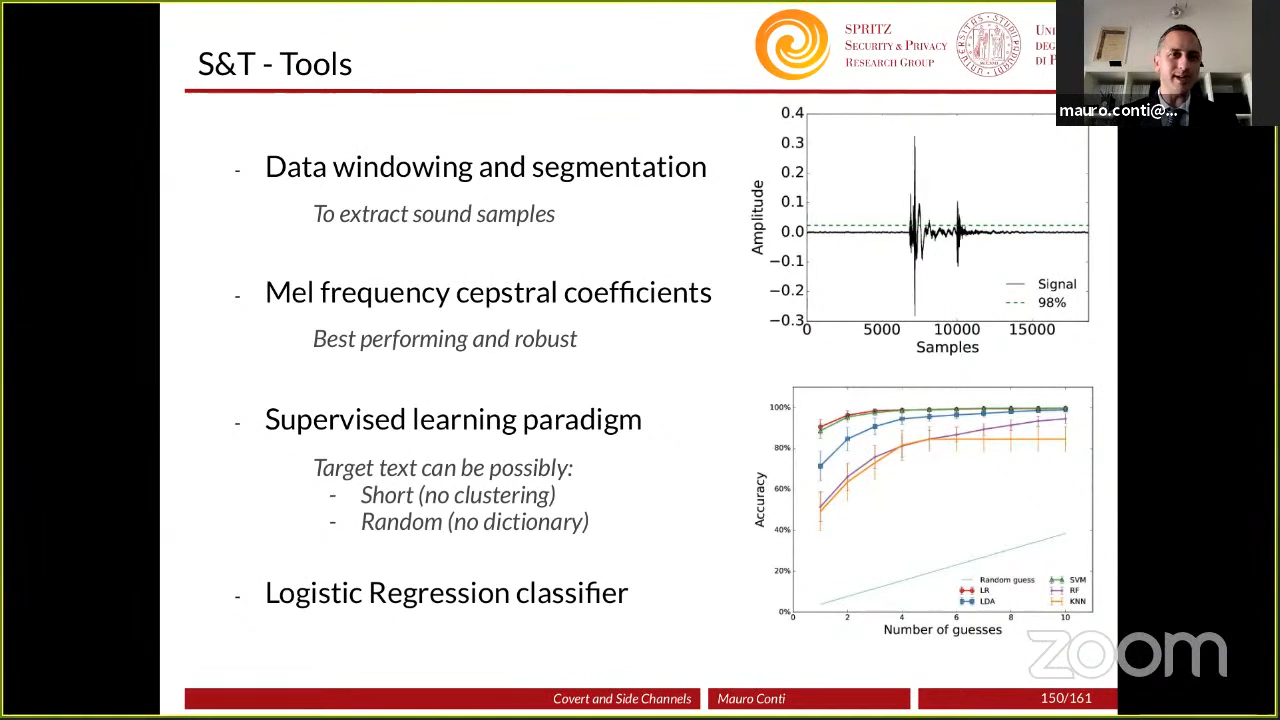 S&T - Tools
SPRITZ
SECURITY & PRIVACY
RESEARCH GROUP
UNI
DEG
DI P
mauro.conti@...
- Data windowing and segmentation
To extract sound samples
- Mel frequency cepstral coefficients
Best performing and robust
- Supervised learning paradigm
Target text can be possibly:
- Short (no clustering)
- Random (no dictionary)
- Logistic Regression classifier
0.4
0.3
0.2
0.1
0.0
−0.1
−0.2
−0.3
Amplitude
Signal
98%
0 5000 10000 15000
Samples
100%
80%
60%
40%
20%
0%
Accuracy
Random guess
LR
LDA
SVM
RF
KNN
0 2 4 6 8 10
Number of guesses
zoom
Covert and Side Channels
Mauro Conti
150/161